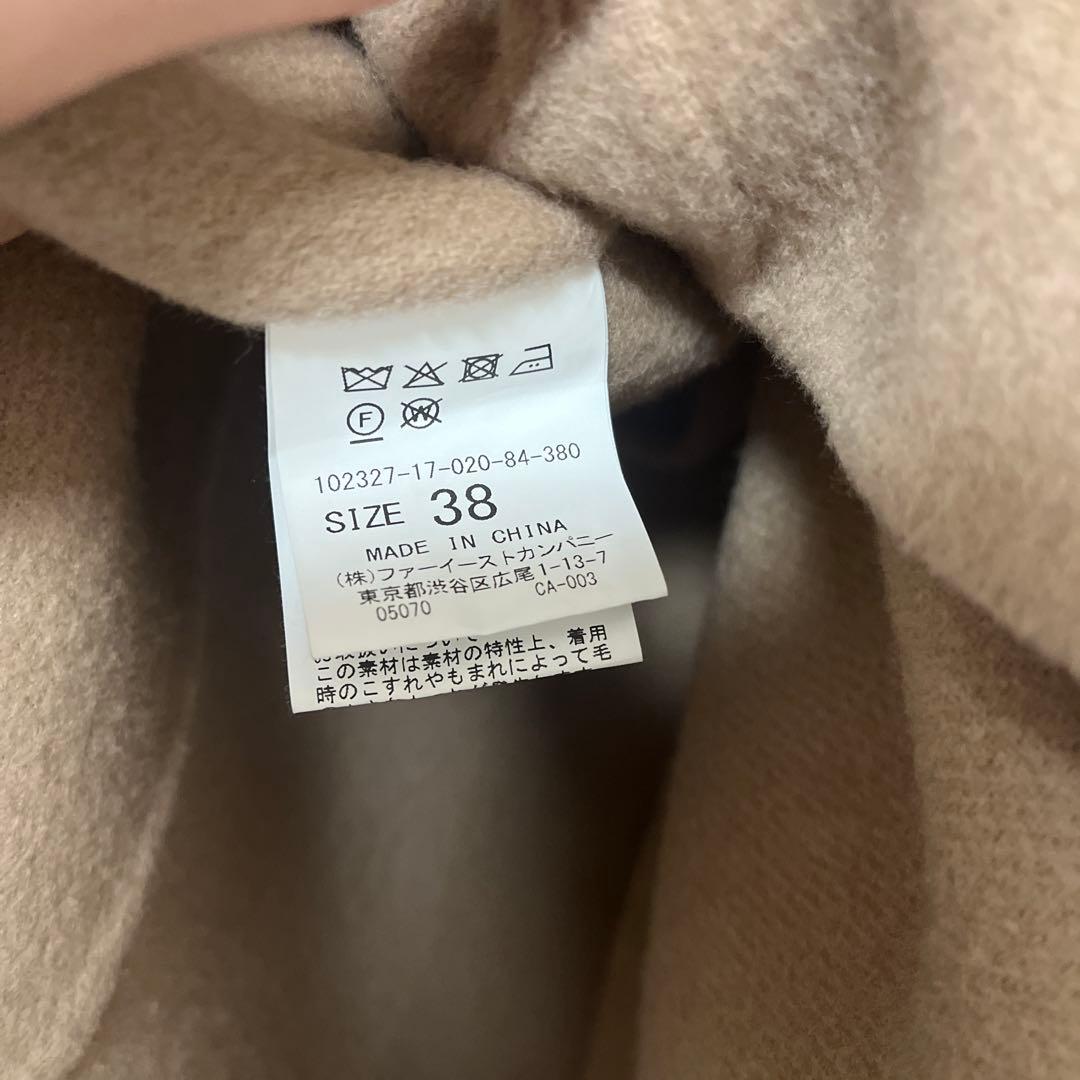 F W
102327-17-020-84-380
SIZE 38
MADE IN CHINA
(株)ファーイーストカンパニー
東京都渋谷区広尾1-13-7
05070 CA-003
この素材は素材の特性上、着用
時のこすれやもまれによって毛